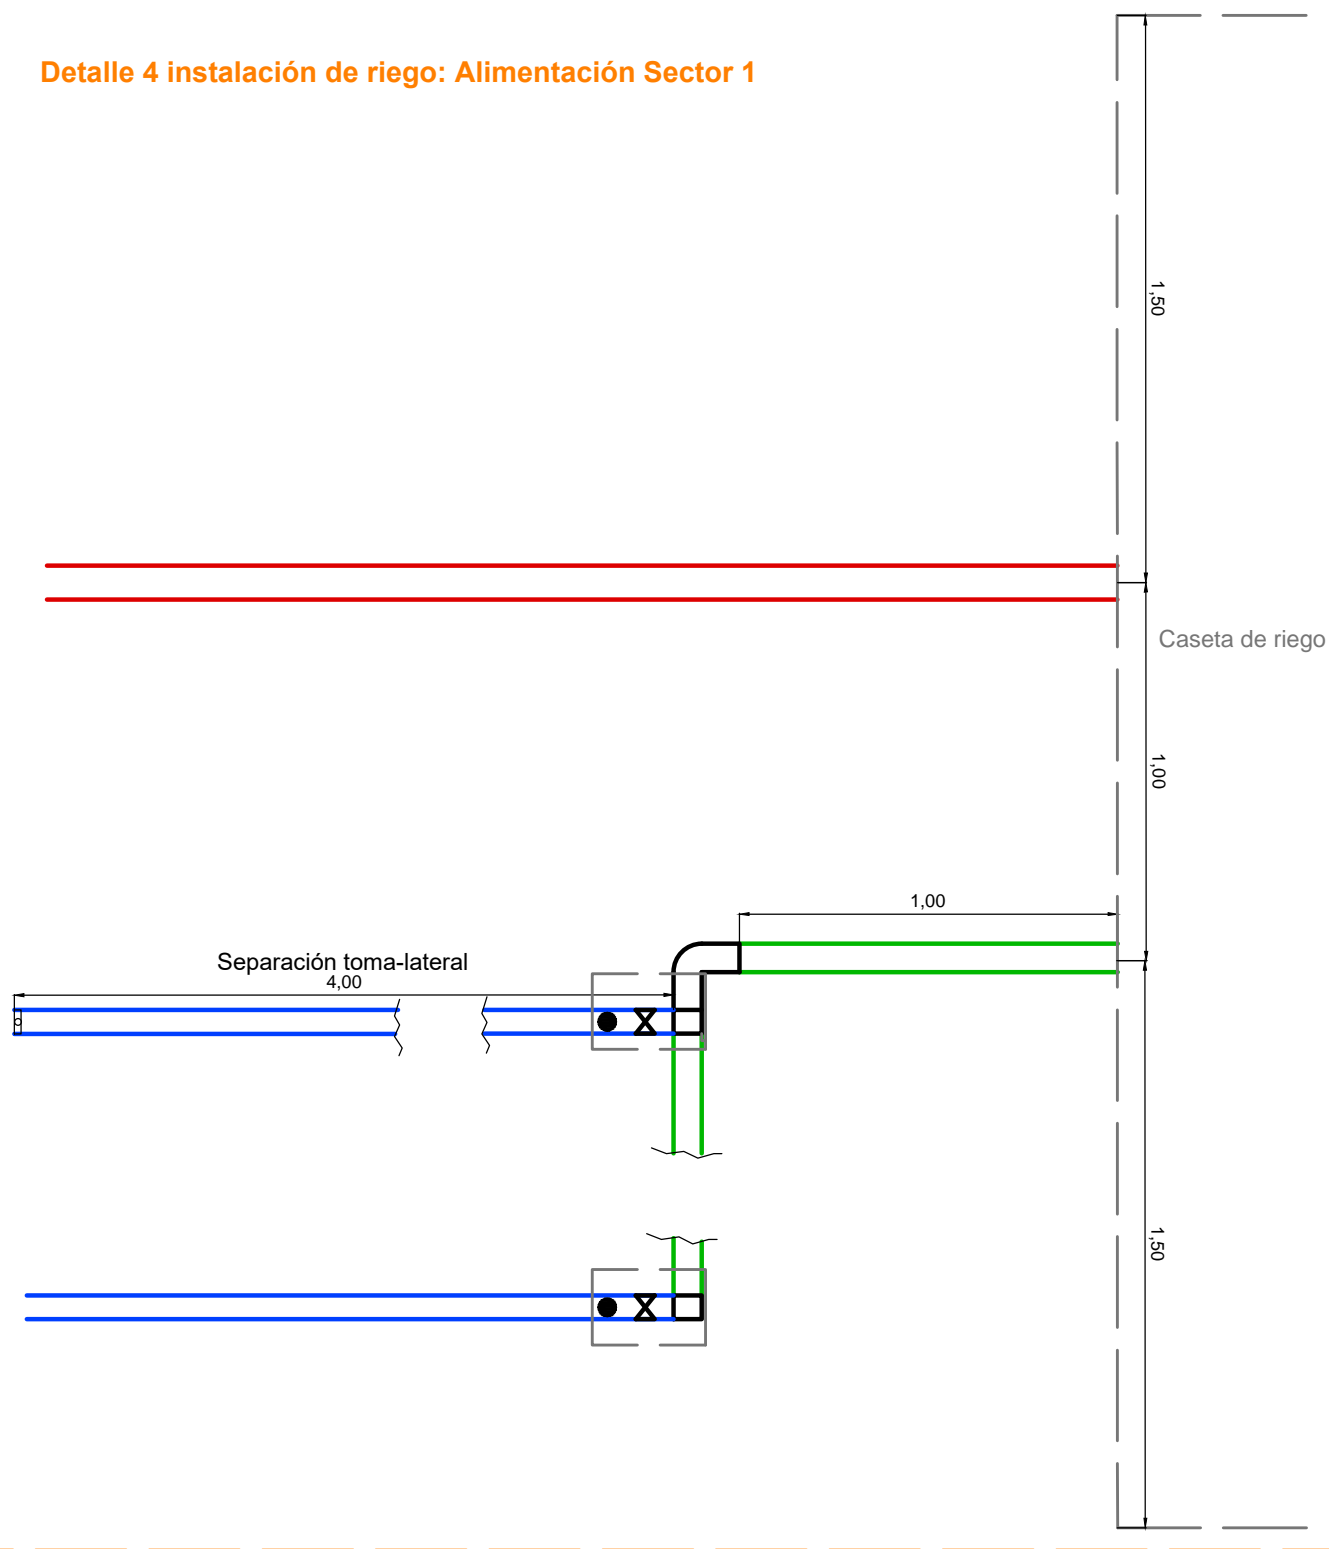 Detalle 4 instalación de riego: Alimentación Sector 1
1,50
Caseta de riego
1,00
1,00
Separación toma-lateral
4,00
1,50